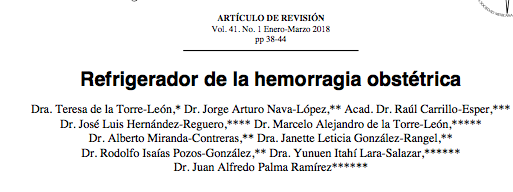 ARTÍCULO DE REVISIÓN
Vol. 41. No. 1 Enero-Marzo 2018
pp 38-44
Refrigerador de la hemorragia obstétrica
Dra. Teresa de la Torre-León,* Dr. Jorge Arturo Nava-López,** Acad. Dr. Raúl Carrillo-Esper,***
Dr. José Luis Hernández-Reguero,**** Dr. Marcelo Alejandro de la Torre-León,*****
Dr. Alberto Miranda-Contreras,** Dra. Janette Leticia González-Rangel,**
Dr. Rodolfo Isaías Pozos-González,** Dra. Yunuen Itahí Lara-Salazar,******
Dr. Juan Alfredo Palma Ramírez******